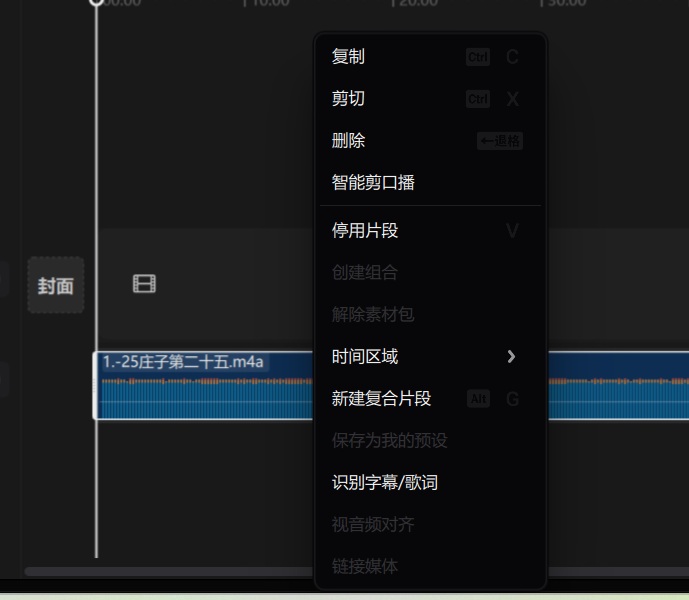 00:00
10:00
20:00
30:00
复制 Ctrl C
剪切 Ctrl X
删除 ←退格
智能剪口播
停用片段 V
创建组合
解除素材包
时间区域
新建复合片段 Alt G
保存为我的预设
识别字幕/歌词
视音频对齐
链接媒体
封面
1.-25庄子第二十五.m4a